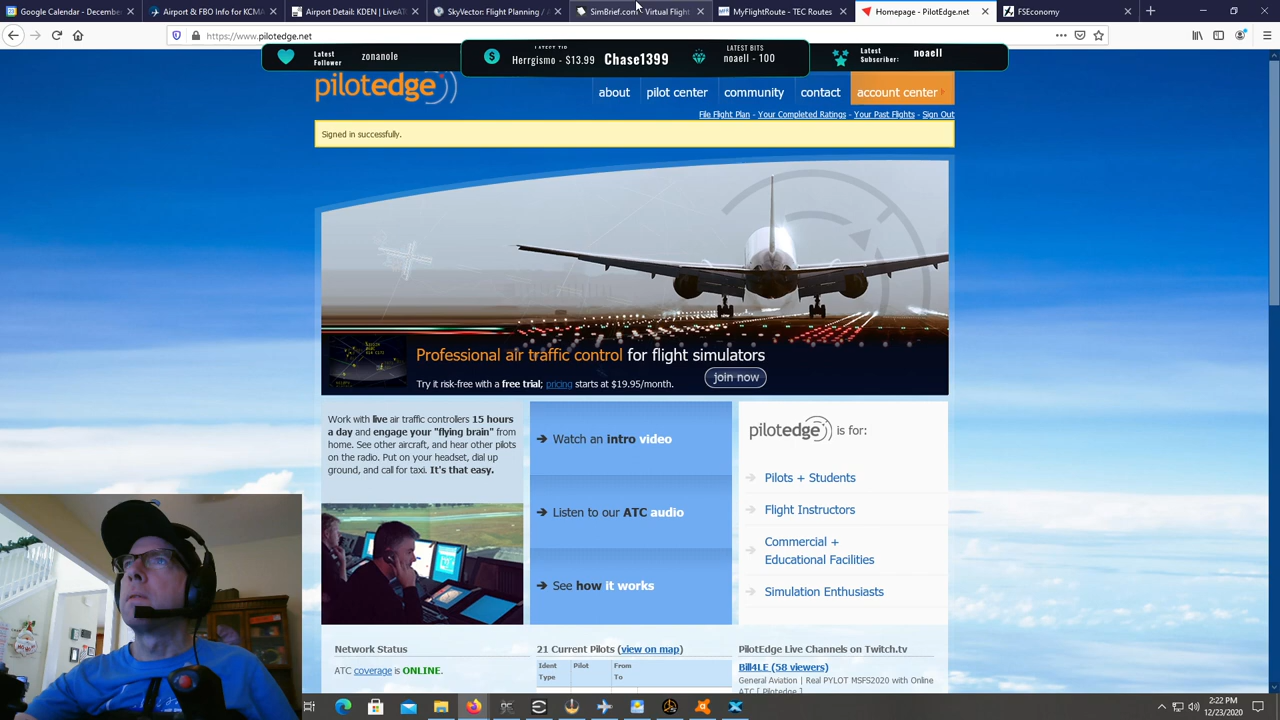 Google Calendar - Decembe
Airport & FBO Info for KCMA
Airport Detail: KDEN | LiveAT
SkyVector: Flight Planning / A
SimBrief.com - Virtual Flight
MyFlightRoute - TEC Routes
Homepage - PilotEdge.net
FSEconomy
https://www.pilotedge.net
Latest
Follower
zonanole
LATEST TIP
Herrgismo - $13.99
Chase1399
LATEST BITS
noaell - 100
Latest
Subscriber:
noaell
pilotedge
about
pilot center
community
contact
account center
File Flight Plan - Your Completed Ratings - Your Past Flights - Sign Out
Signed in successfully.
Professional air traffic control for flight simulators
Try it risk-free with a free trial; pricing starts at $19.95/month.
join now
Work with live air traffic controllers 15 hours
a day and engage your "flying brain" from
home. See other aircraft, and hear other pilots
on the radio. Put on your headset, dial up
ground, and call for taxi. It's that easy.
Watch an intro video
Listen to our ATC audio
See how it works
pilotedge is for:
Pilots + Students
Flight Instructors
Commercial +
Educational Facilities
Simulation Enthusiasts
Network Status
ATC coverage is ONLINE.
21 Current Pilots (view on map)
Ident
Type
Pilot
From
To
PilotEdge Live Channels on Twitch.tv
Bill4LE (58 viewers)
General Aviation | Real PYLOT MSFS2020 with Online
ATC [ Pilotedge ]
2:22 PM
12/23/2020